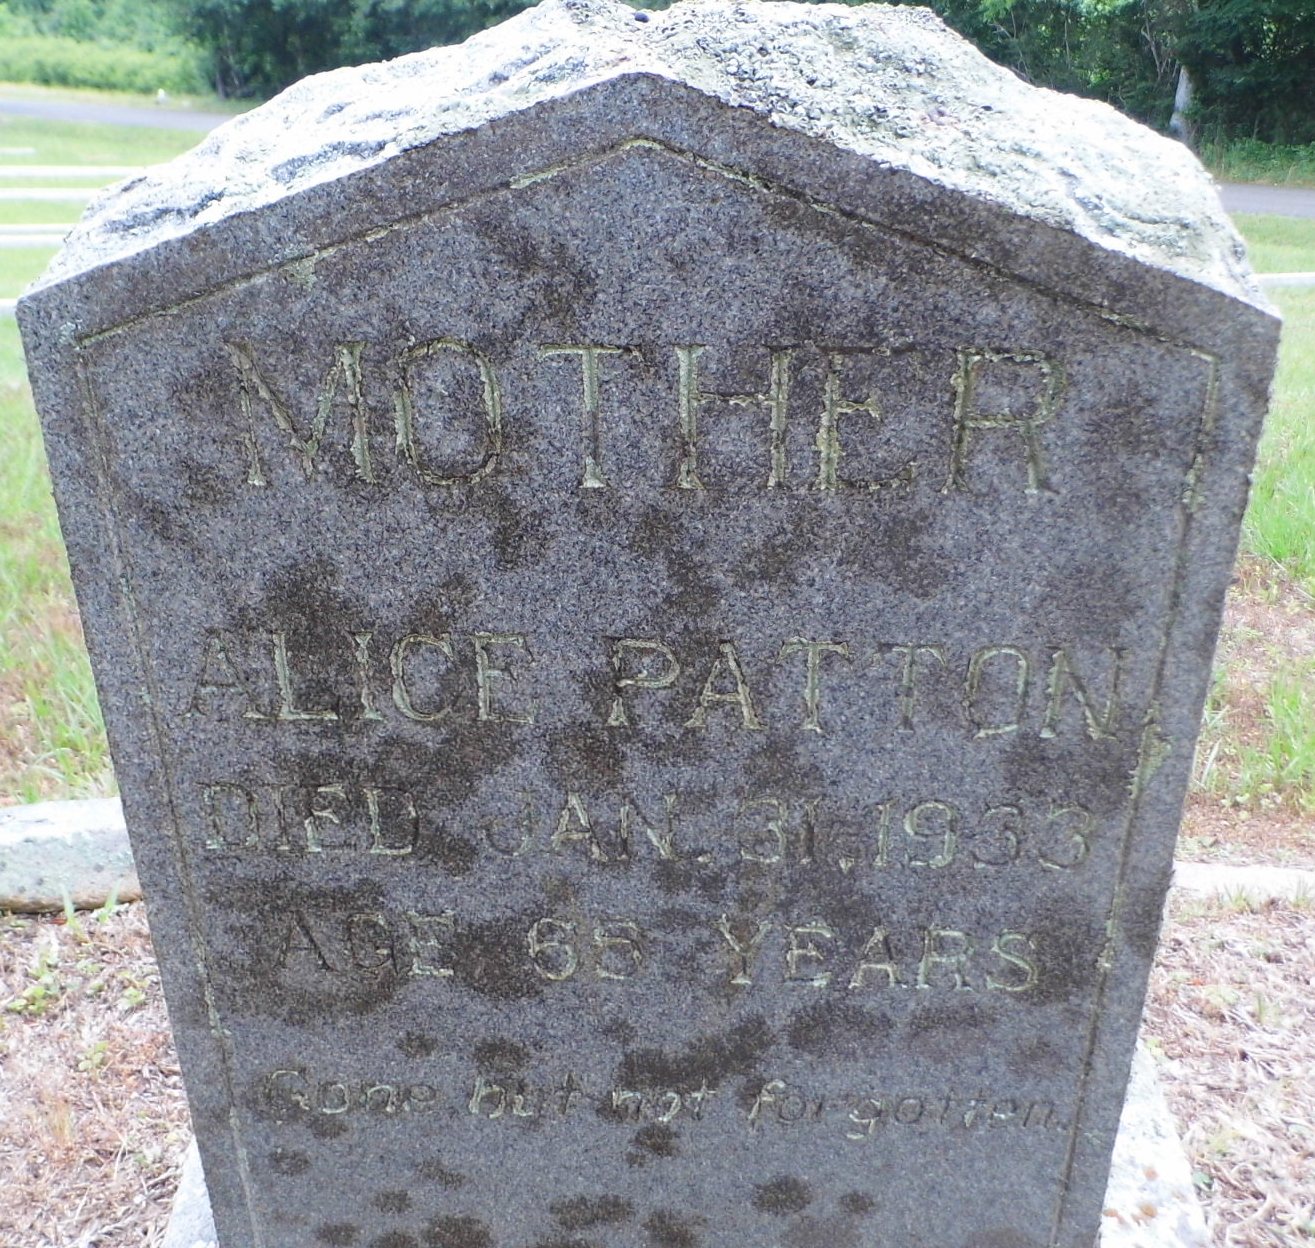 MOTHER
ALICE PATTON
DIED JAN. 31, 1933
AGE 65 YEARS
Gone but not forgotten.